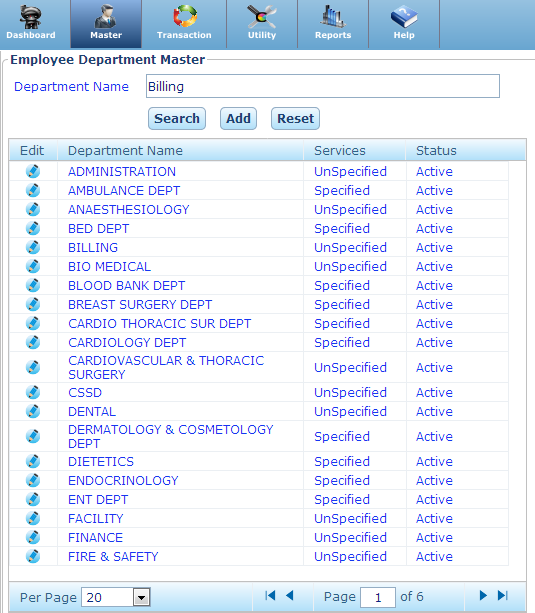 Dashboard Master Transaction Utility Reports Help
Employee Department Master
Department Name Billing
Search Add Reset
Edit Department Name Services Status
ADMINISTRATION UnSpecified Active
AMBULANCE DEPT Specified Active
ANAESTHESIOLOGY UnSpecified Active
BED DEPT Specified Active
BILLING UnSpecified Active
BIO MEDICAL UnSpecified Active
BLOOD BANK DEPT Specified Active
BREAST SURGERY DEPT Specified Active
CARDIO THORACIC SUR DEPT Specified Active
CARDIOLOGY DEPT Specified Active
CARDIOVASCULAR & THORACIC
SURGERY UnSpecified Active
CSSD UnSpecified Active
DENTAL UnSpecified Active
DERMATOLOGY & COSMETOLOGY
DEPT Specified Active
DIETETICS Specified Active
ENDOCRINOLOGY Specified Active
ENT DEPT Specified Active
FACILITY UnSpecified Active
FINANCE UnSpecified Active
FIRE & SAFETY UnSpecified Active
Per Page 20 Page 1 of 6